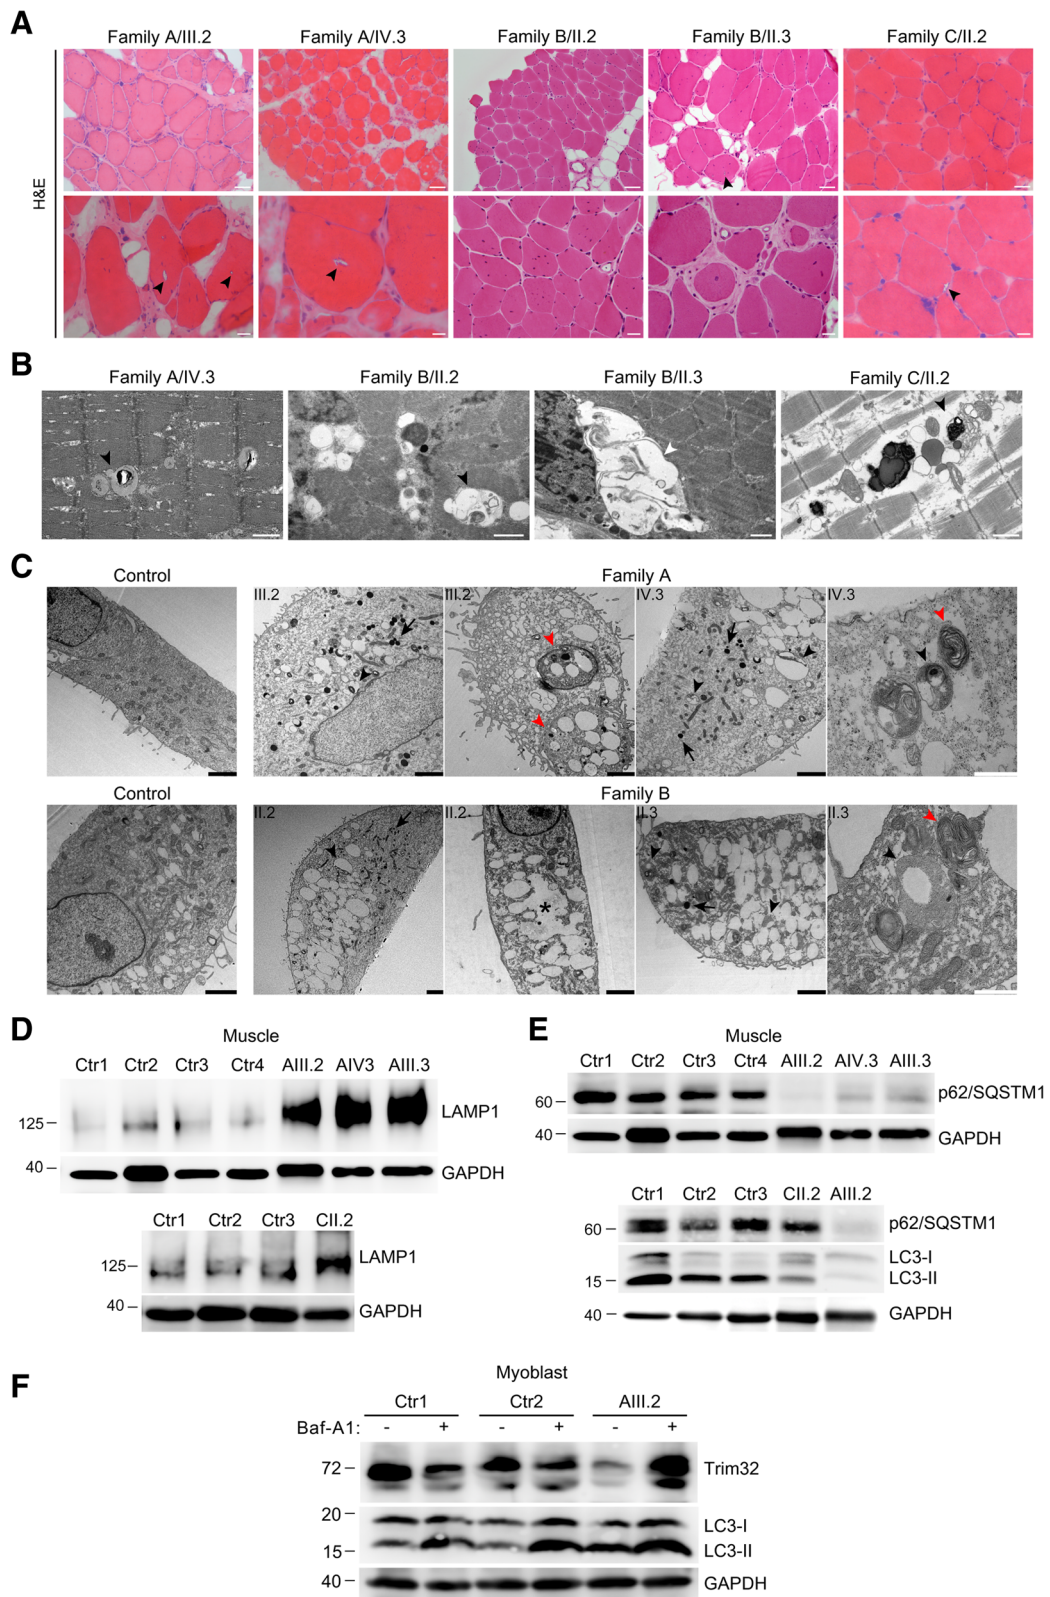 A
Family A/III.2 Family A/IV.3 Family B/II.2 Family B/II.3 Family C/II.2
H&E
B
Family A/IV.3 Family B/II.2 Family B/II.3 Family C/II.2
C
Control Family A
III.2 III.2 IV.3 IV.3
Control Family B
II.2 II.2 II.3 II.3
*
D
Muscle
Ctr1 Ctr2 Ctr3 Ctr4 AIII.2 AIV3 AIII.3
125 LAMP1
40 GAPDH
Ctr1 Ctr2 Ctr3 CII.2
125 LAMP1
40 GAPDH
E
Muscle
Ctr1 Ctr2 Ctr3 Ctr4 AIII.2 AIV.3 AIII.3
60 p62/SQSTM1
40 GAPDH
Ctr1 Ctr2 Ctr3 CII.2 AIII.2
60 p62/SQSTM1
LC3-I
15 LC3-II
40 GAPDH
F
Myoblast
Ctr1 Ctr2 AIII.2
Baf-A1: - + - + - +
72 Trim32
20 LC3-I
15 LC3-II
40 GAPDH